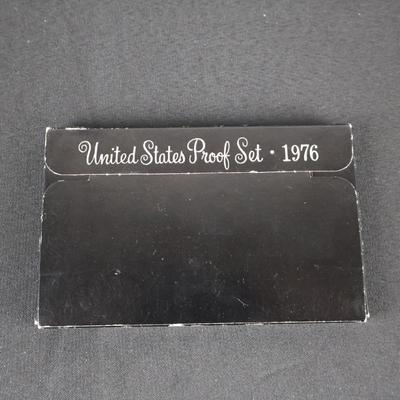 United States Proof Set · 1976